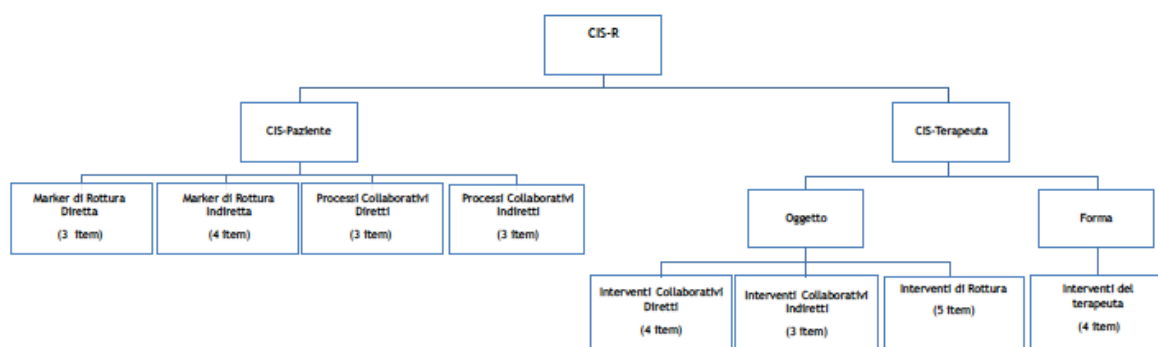 CIS-R
CIS-Paziente
CIS-Terapeuta
Marker di Rottura
Diretta
(3 Item)
Marker di Rottura
Indiretta
(4 Item)
Processi Collaborativi
Diretti
(3 Item)
Processi Collaborativi
Indiretti
(3 Item)
Oggetto
Forma
Interventi Collaborativi
Diretti
(4 Item)
Interventi Collaborativi
Indiretti
(3 Item)
Interventi di Rottura
(5 Item)
Interventi del
terapeuta
(4 Item)